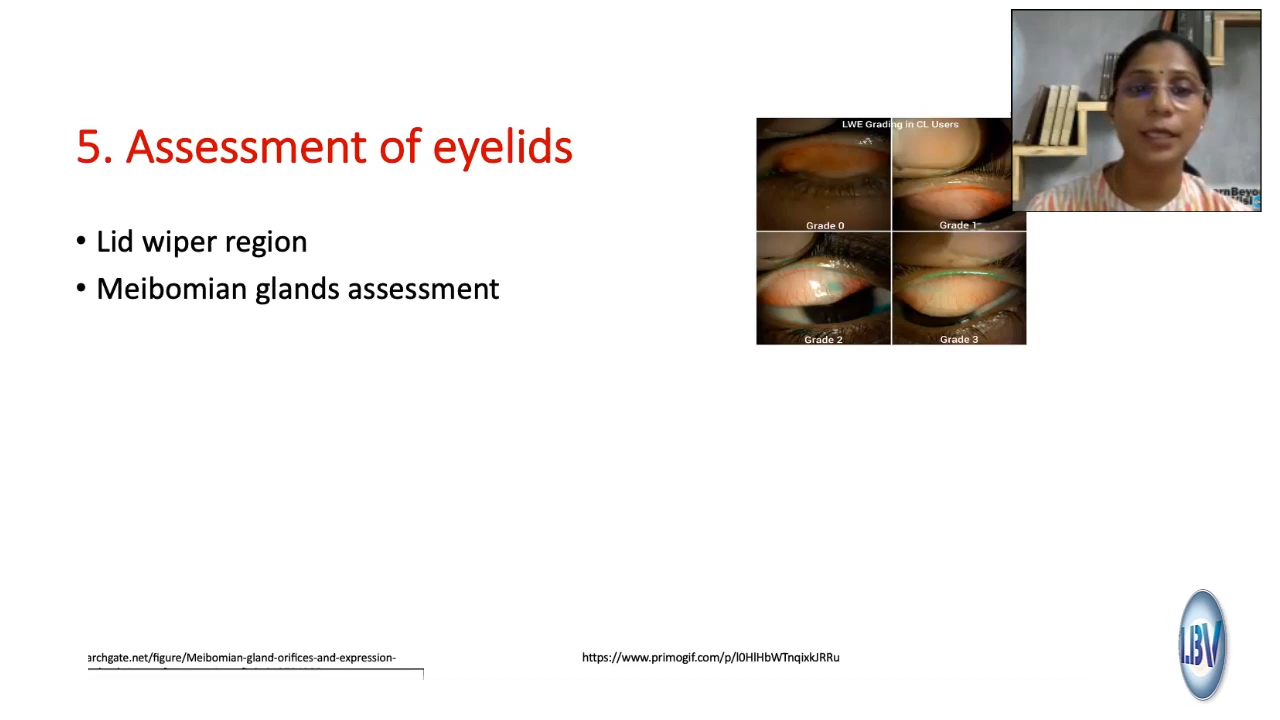 5. Assessment of eyelids
• Lid wiper region
• Meibomian glands assessment
LWE Grading in CL Users
Grade 0
Grade 1
Grade 2
Grade 3
archgate.net/figure/Meibomian-gland-orifices-and-expression-
https://www.primogif.com/p/l0HlHbWTnqixkJRRu
LBV